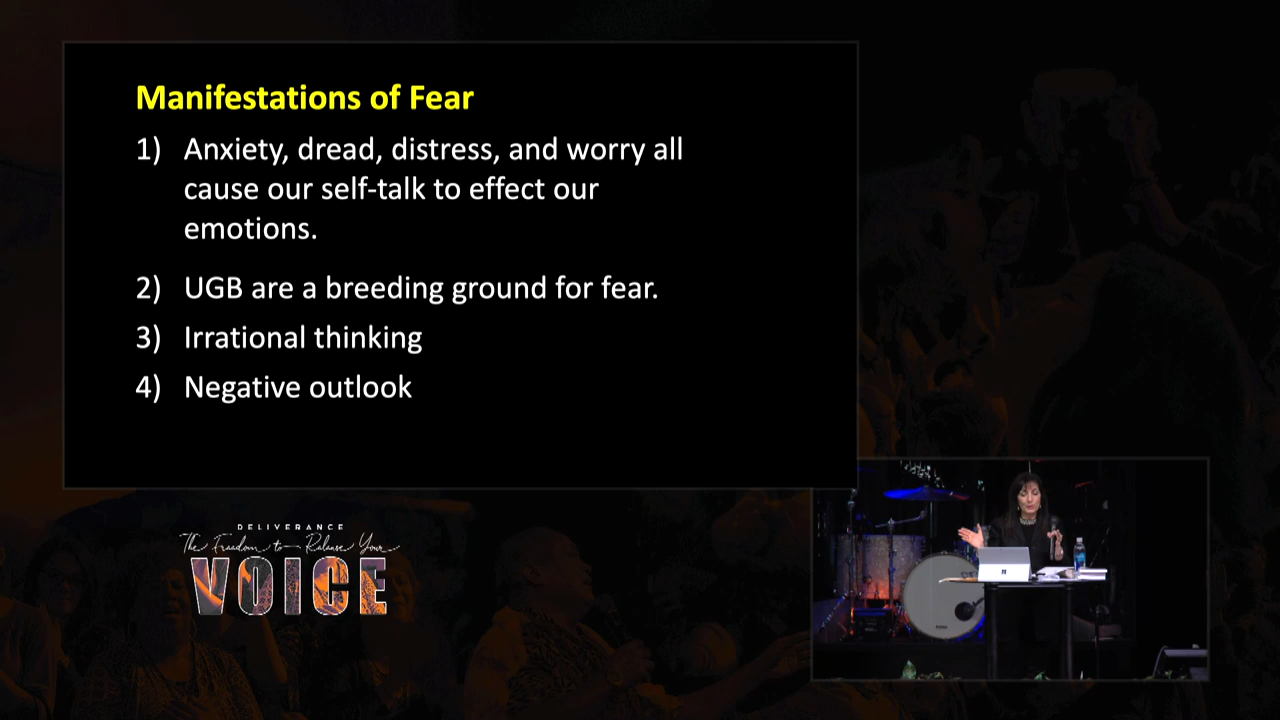 Manifestations of Fear
1) Anxiety, dread, distress, and worry all
cause our self-talk to effect our
emotions.
2) UGB are a breeding ground for fear.
3) Irrational thinking
4) Negative outlook
DELIVERANCE
The Freedom to Release Your
VOICE